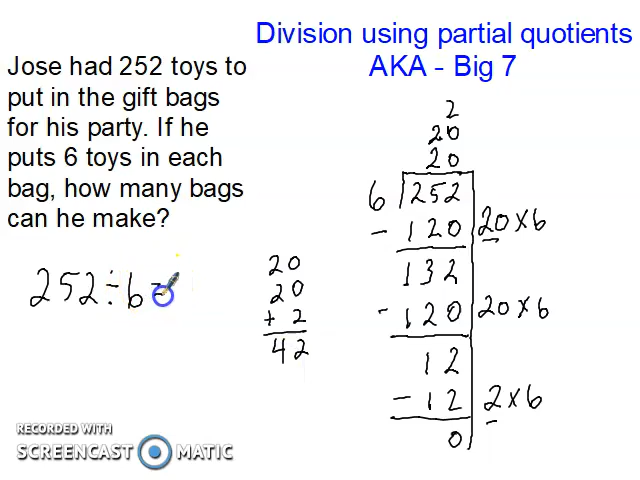 Division using partial quotients
AKA - Big 7
Jose had 252 toys to
put in the gift bags
for his party. If he
puts 6 toys in each
bag, how many bags
can he make?
252 ÷ 6 =
20
20
+ 2
42
2
20
20
6 252
- 120 20 x 6
132
- 120 20 x 6
12
- 12 2 x 6
0
RECORDED WITH
SCREENCAST MATIC